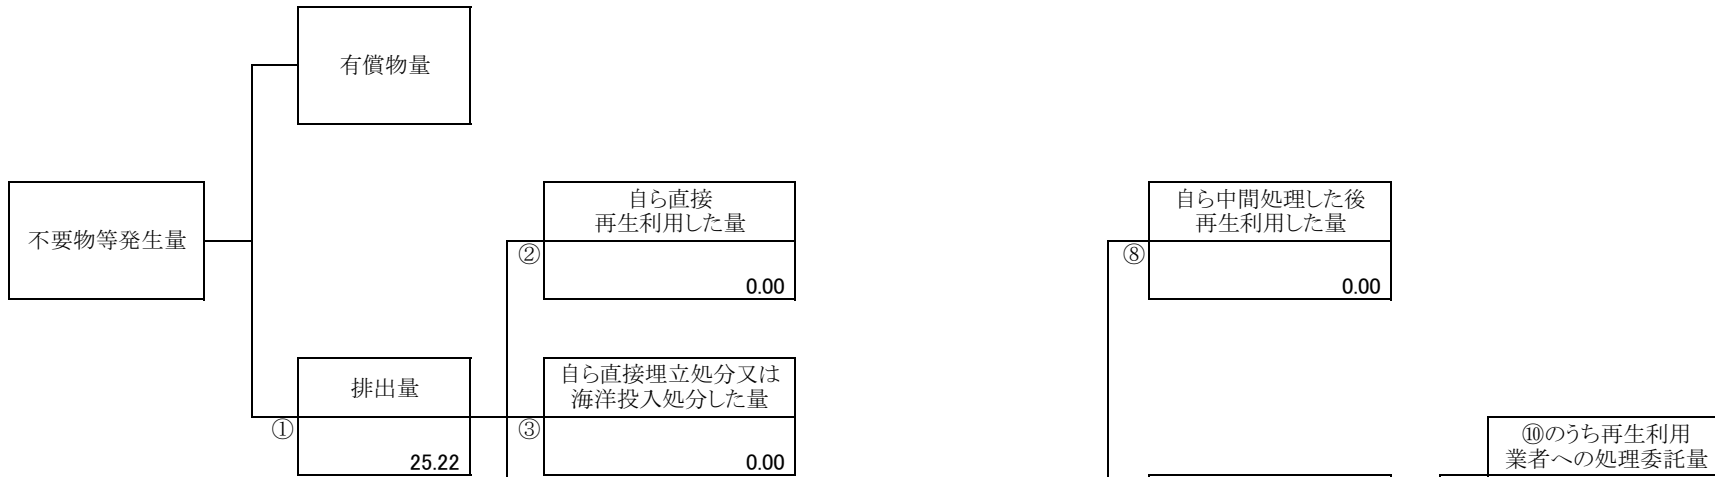 有償物量
不要物等発生量
自ら直接
再生利用した量
②
0.00
自ら中間処理した後
再生利用した量
⑧
0.00
排出量
①
25.22
自ら直接埋立処分又は
海洋投入処分した量
③
0.00
⑩のうち再生利用
業者への処理委託量